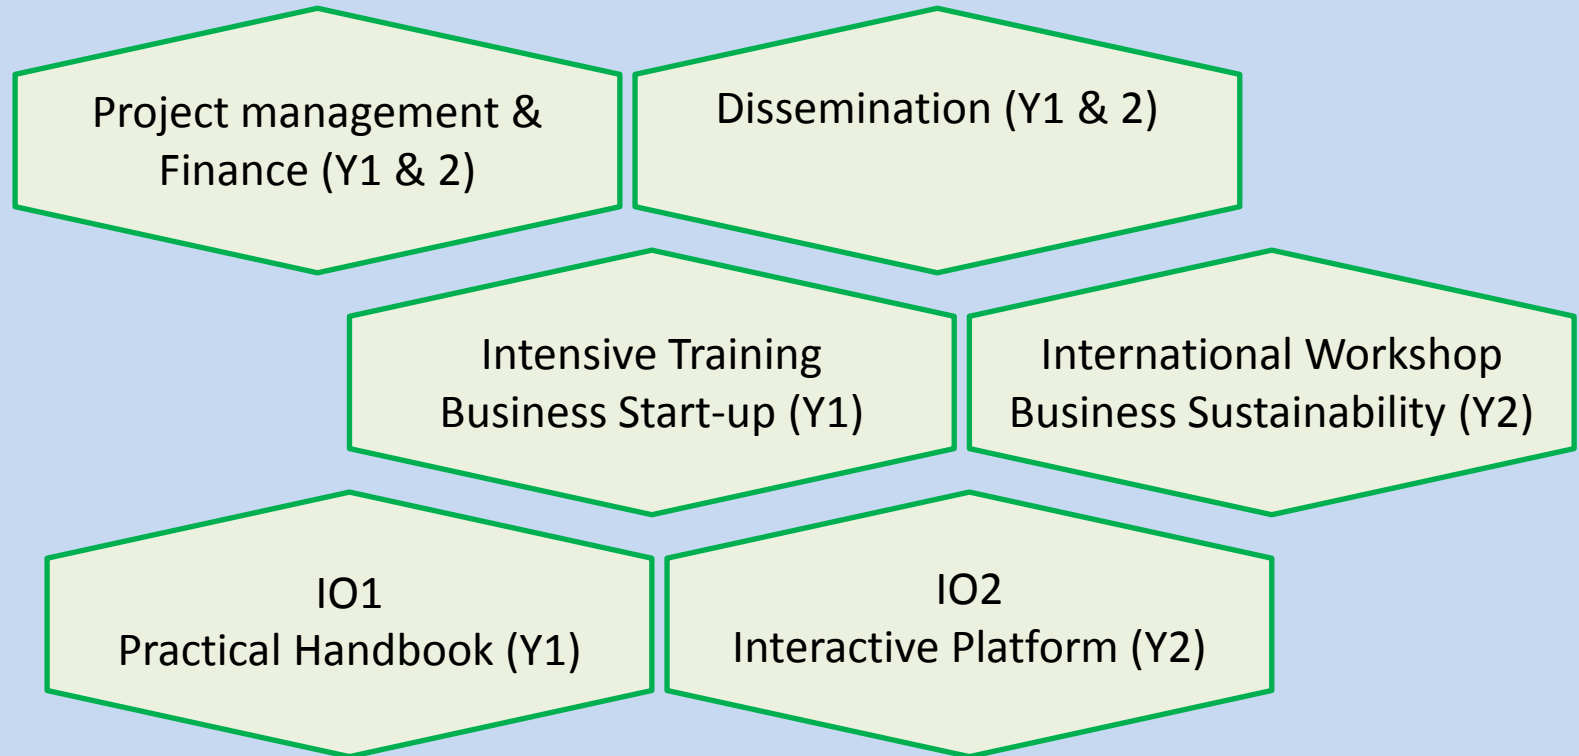 Project management &
Finance (Y1 & 2)
Dissemination (Y1 & 2)
Intensive Training
Business Start-up (Y1)
International Workshop
Business Sustainability (Y2)
IO1
Practical Handbook (Y1)
IO2
Interactive Platform (Y2)